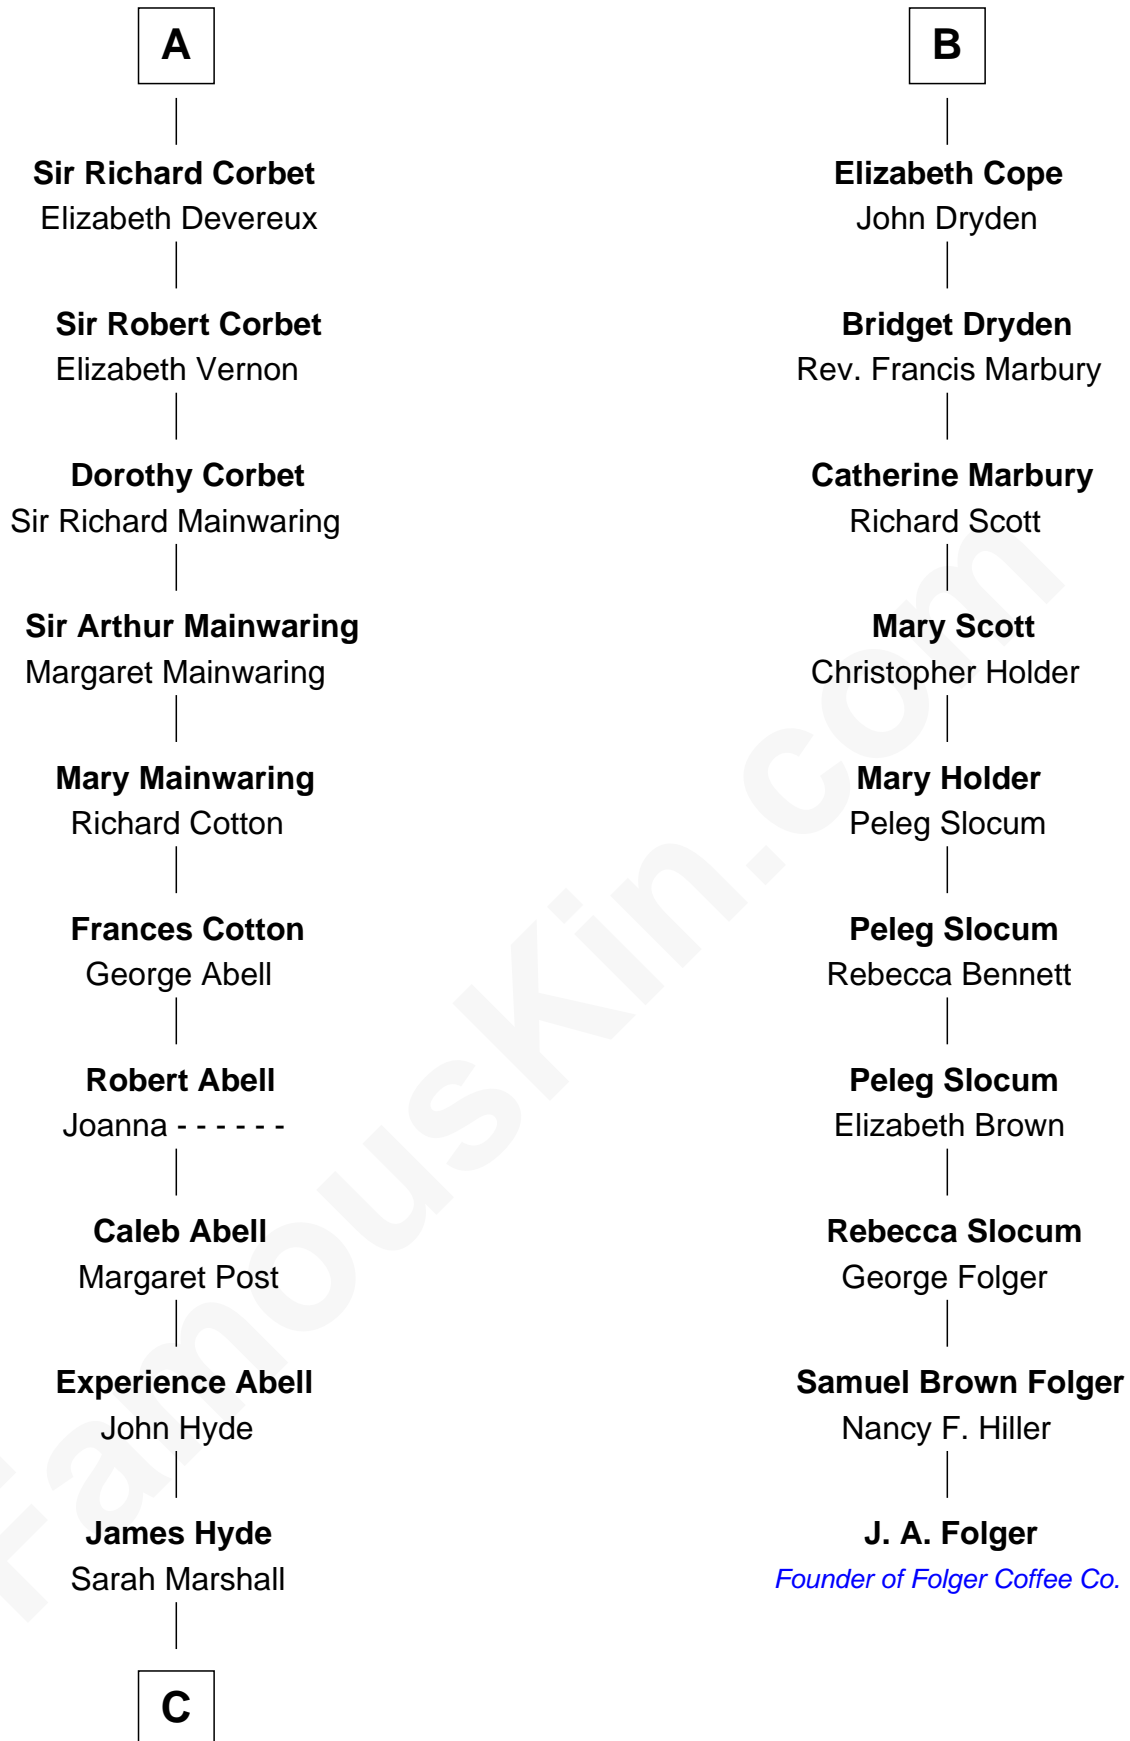 A
Sir Richard Corbet
Elizabeth Devereux
Sir Robert Corbet
Elizabeth Vernon
Dorothy Corbet
Sir Richard Mainwaring
Sir Arthur Mainwaring
Margaret Mainwaring
Mary Mainwaring
Richard Cotton
Frances Cotton
George Abell
Robert Abell
Joanna - - - - - -
Caleb Abell
Margaret Post
Experience Abell
John Hyde
James Hyde
Sarah Marshall
C
B
Elizabeth Cope
John Dryden
Bridget Dryden
Rev. Francis Marbury
Catherine Marbury
Richard Scott
Mary Scott
Christopher Holder
Mary Holder
Peleg Slocum
Peleg Slocum
Rebecca Bennett
Peleg Slocum
Elizabeth Brown
Rebecca Slocum
George Folger
Samuel Brown Folger
Nancy F. Hiller
J. A. Folger
Founder of Folger Coffee Co.
FamousKin.com